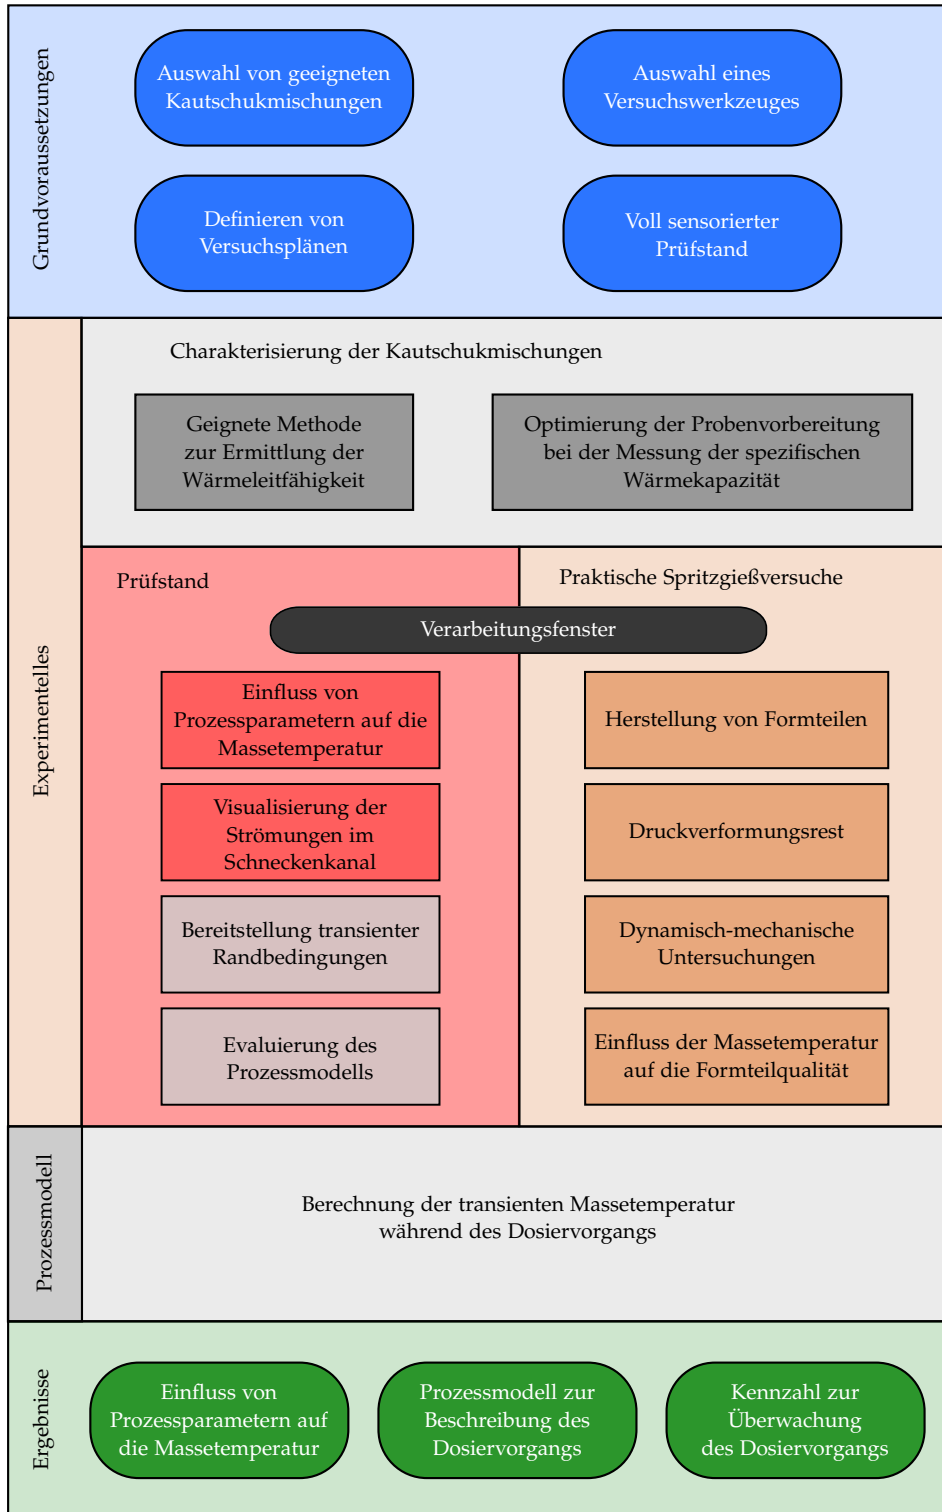 Grundvoraussetzungen
Auswahl von geeigneten
Kautschukmischungen
Auswahl eines
Versuchswerkzeuges
Definieren von
Versuchsplänen
Voll sensorierter
Prüfstand
Experimentelles
Charakterisierung der Kautschukmischungen
Geignete Methode
zur Ermittlung der
Wärmeleitfähigkeit
Optimierung der Probenvorbereitung
bei der Messung der spezifischen
Wärmekapazität
Prüfstand
Praktische Spritzgießversuche
Verarbeitungsfenster
Einfluss von
Prozessparametern auf die
Massetemperatur
Visualisierung der
Strömungen im
Schneckenkanal
Bereitstellung transienter
Randbedingungen
Evaluierung des
Prozessmodells
Herstellung von Formteilen
Druckverformungsrest
Dynamisch-mechanische
Untersuchungen
Einfluss der Massetemperatur
auf die Formteilqualität
Prozessmodell
Berechnung der transienten Massetemperatur
während des Dosiervorgangs
Ergebnisse
Einfluss von
Prozessparametern auf
die Massetemperatur
Prozessmodell zur
Beschreibung des
Dosiervorgangs
Kennzahl zur
Überwachung
des Dosiervorgangs